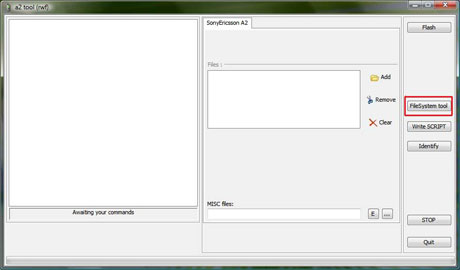 a2 tool (rwf)
SonyEricsson A2
Flash
Files :
Add
Remove
Clear
FileSystem tool
Write SCRIPT
Identify
MISC files:
E
...
Awaiting your commands
STOP
Quit